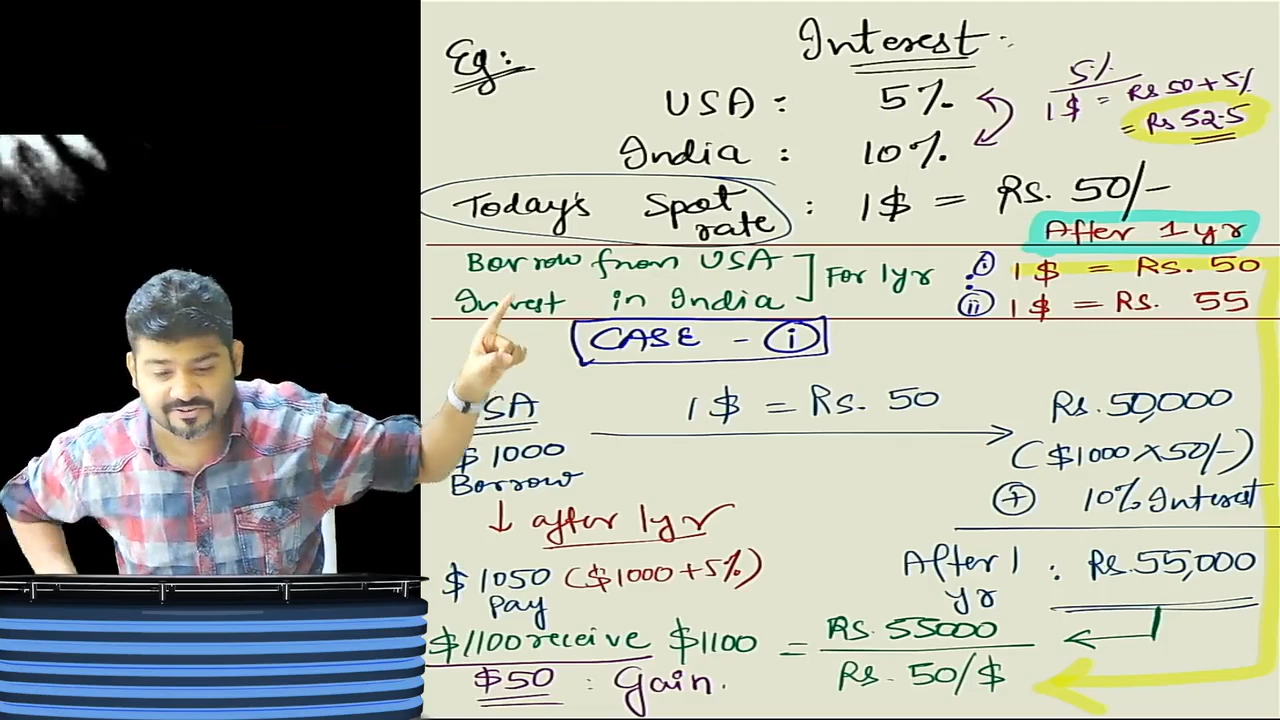 Eg:
Interest:
USA : 5%
India : 10%
5%
1$ = Rs 50+5%
= Rs 52.5
Today's Spot rate : 1$ = Rs. 50/-
After 1 yr
Borrow from USA
Invest in India
For 1yr
(i) 1$ = Rs. 50
(ii) 1$ = Rs. 55
CASE - (i)
SA
1$ = Rs. 50
Rs. 50,000
$1000
Borrow
($1000 x 50/-)
+ 10% Interest
↓ after 1yr
After 1 yr : Rs. 55,000
$1050 ($1000+5%)
Pay
$1100 receive $1100 = Rs. 55000
Rs. 50/$
$50 : Gain.